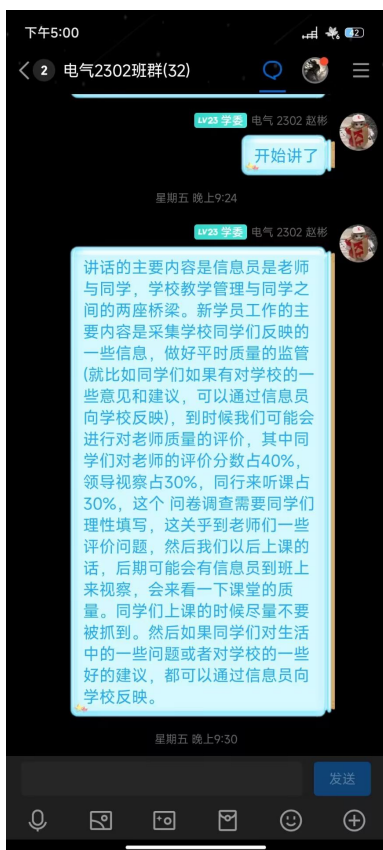 下午5:00
62
2 电气2302班群(32)
LV23 学委 电气 2302 赵彬
开始讲了
星期五 晚上9:24
LV23 学委 电气 2302 赵彬
讲话的主要内容是信息员是老师
与同学，学校教学管理与同学之
间的两座桥梁。新学员工作的主
要内容是采集学校同学们反映的
一些信息，做好平时质量的监管
(就比如同学们如果有对学校的一
些意见和建议，可以通过信息员
向学校反映)，到时候我们可能会
进行对老师质量的评价，其中同
学们对老师的评价分数占40%，
领导视察占30%，同行来听课占
30%，这个 问卷调查需要同学们
理性填写，这关乎到老师们一些
评价问题，然后我们以后上课的
话，后期可能会有信息员到班上
来视察，会来看一下课堂的质
量。同学们上课的时候尽量不要
被抓到。然后如果同学们对生活
中的一些问题或者对学校的一些
好的建议，都可以通过信息员向
学校反映。
星期五 晚上9:30
发送